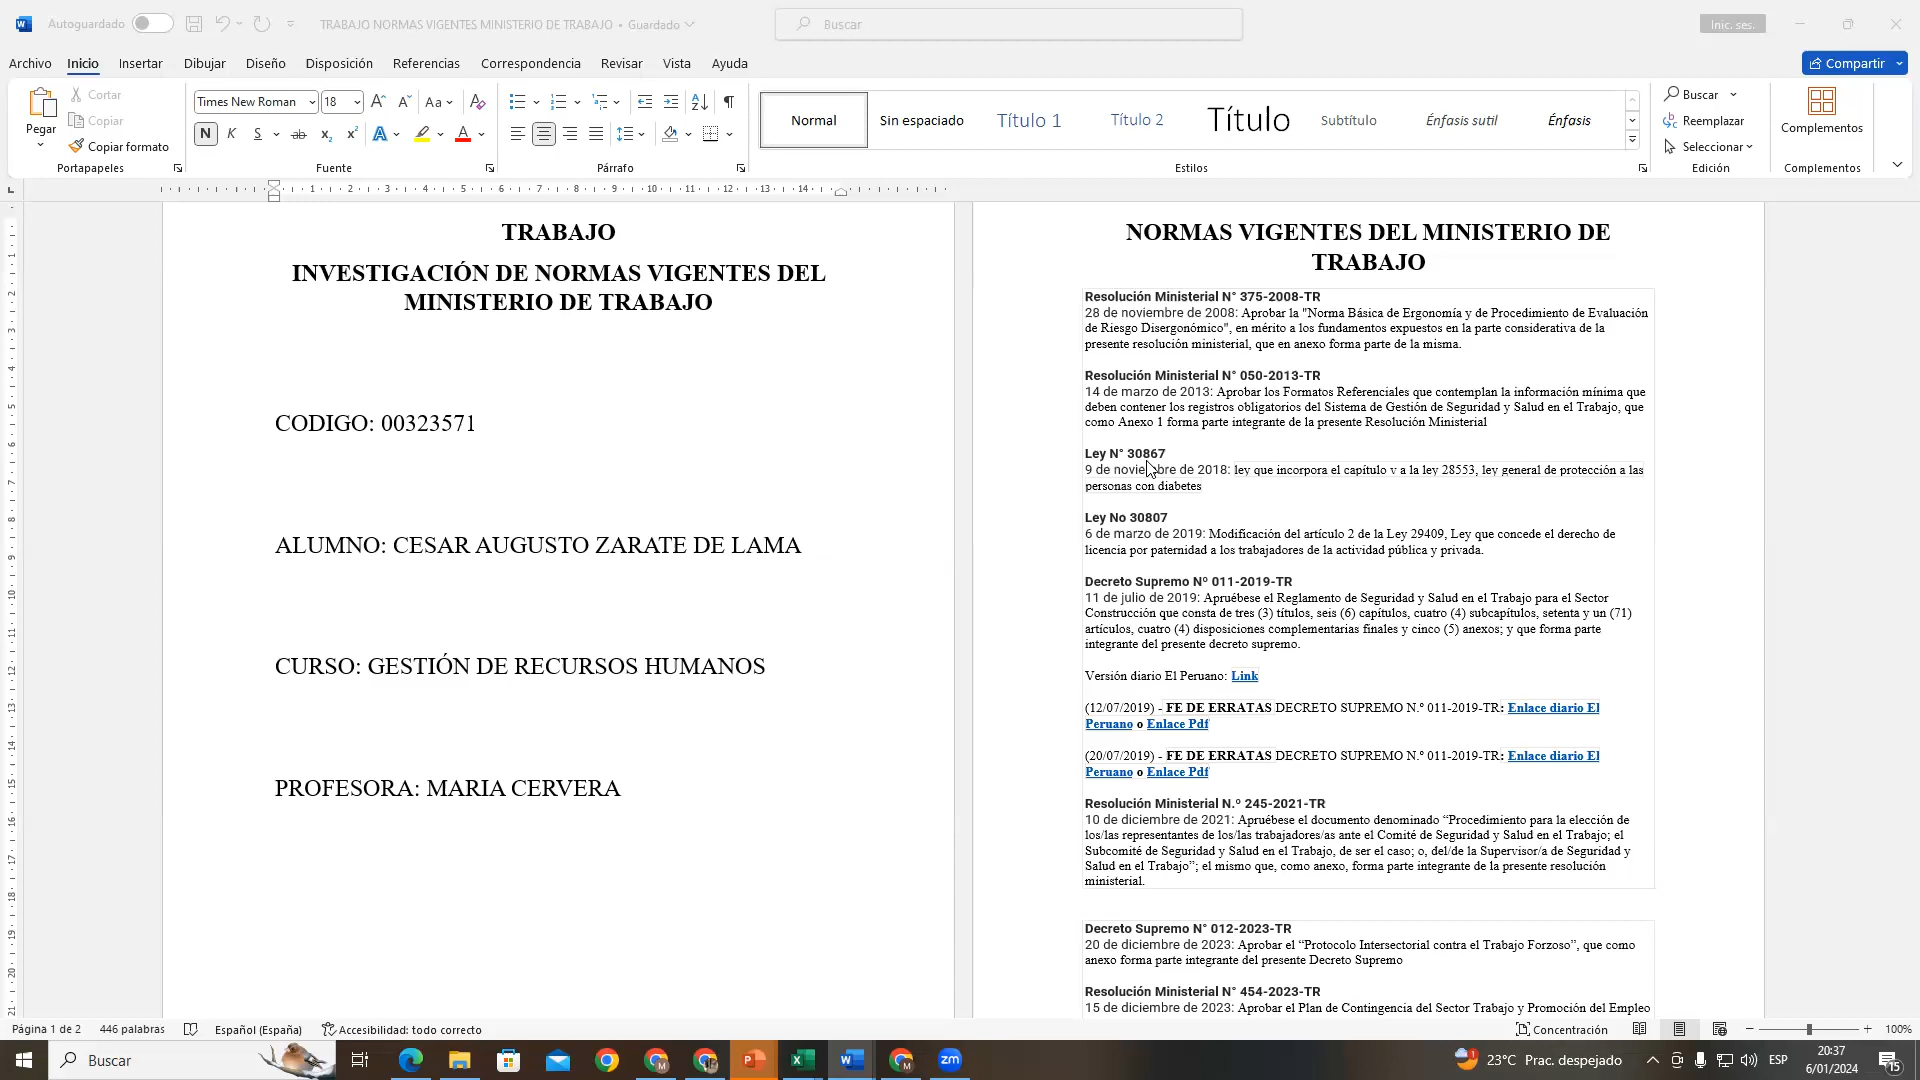 Autoguardado
TRABAJO NORMAS VIGENTES MINISTERIO DE TRABAJO • Guardado
Buscar
Inic. ses.
Archivo Inicio Insertar Dibujar Diseño Disposición Referencias Correspondencia Revisar Vista Ayuda
Compartir
Pegar
Cortar
Copiar
Copiar formato
Portapapeles
Times New Roman 18
Aa
N K S ab x₂ x²
Fuente
Párrafo
Normal
Sin espaciado
Título 1
Título 2
Título
Subtítulo
Énfasis sutil
Énfasis
Estilos
Buscar
Reemplazar
Seleccionar
Edición
Complementos
Complementos
1 2 3 4 5 6 7 8 9 10 11 12 13 14
TRABAJO
INVESTIGACIÓN DE NORMAS VIGENTES DEL
MINISTERIO DE TRABAJO
CODIGO: 00323571
ALUMNO: CESAR AUGUSTO ZARATE DE LAMA
CURSO: GESTIÓN DE RECURSOS HUMANOS
PROFESORA: MARIA CERVERA
NORMAS VIGENTES DEL MINISTERIO DE
TRABAJO
Resolución Ministerial N° 375-2008-TR
28 de noviembre de 2008: Aprobar la "Norma Básica de Ergonomía y de Procedimiento de Evaluación
de Riesgo Disergonómico", en mérito a los fundamentos expuestos en la parte considerativa de la
presente resolución ministerial, que en anexo forma parte de la misma.
Resolución Ministerial N° 050-2013-TR
14 de marzo de 2013: Aprobar los Formatos Referenciales que contemplan la información mínima que
deben contener los registros obligatorios del Sistema de Gestión de Seguridad y Salud en el Trabajo, que
como Anexo 1 forma parte integrante de la presente Resolución Ministerial
Ley N° 30867
9 de noviembre de 2018: ley que incorpora el capítulo v a la ley 28553, ley general de protección a las
personas con diabetes
Ley No 30807
6 de marzo de 2019: Modificación del artículo 2 de la Ley 29409, Ley que concede el derecho de
licencia por paternidad a los trabajadores de la actividad pública y privada.
Decreto Supremo Nº 011-2019-TR
11 de julio de 2019: Apruébese el Reglamento de Seguridad y Salud en el Trabajo para el Sector
Construcción que consta de tres (3) títulos, seis (6) capítulos, cuatro (4) subcapítulos, setenta y un (71)
artículos, cuatro (4) disposiciones complementarias finales y cinco (5) anexos; y que forma parte
integrante del presente decreto supremo.
Versión diario El Peruano: Link
(12/07/2019) - FE DE ERRATAS DECRETO SUPREMO N.º 011-2019-TR: Enlace diario El
Peruano o Enlace Pdf
(20/07/2019) - FE DE ERRATAS DECRETO SUPREMO N.º 011-2019-TR: Enlace diario El
Peruano o Enlace Pdf
Resolución Ministerial N.º 245-2021-TR
10 de diciembre de 2021: Apruébese el documento denominado “Procedimiento para la elección de
los/las representantes de los/las trabajadores/as ante el Comité de Seguridad y Salud en el Trabajo; el
Subcomité de Seguridad y Salud en el Trabajo, de ser el caso; o, del/de la Supervisor/a de Seguridad y
Salud en el Trabajo”; el mismo que, como anexo, forma parte integrante de la presente resolución
ministerial.
Decreto Supremo N° 012-2023-TR
20 de diciembre de 2023: Aprobar el “Protocolo Intersectorial contra el Trabajo Forzoso”, que como
anexo forma parte integrante del presente Decreto Supremo
Resolución Ministerial N° 454-2023-TR
15 de diciembre de 2023: Aprobar el Plan de Contingencia del Sector Trabajo y Promoción del Empleo
Página 1 de 2 446 palabras Español (España) Accesibilidad: todo correcto Concentración 100%
Buscar
23°C Prac. despejado ESP
20:37
6/01/2024
15